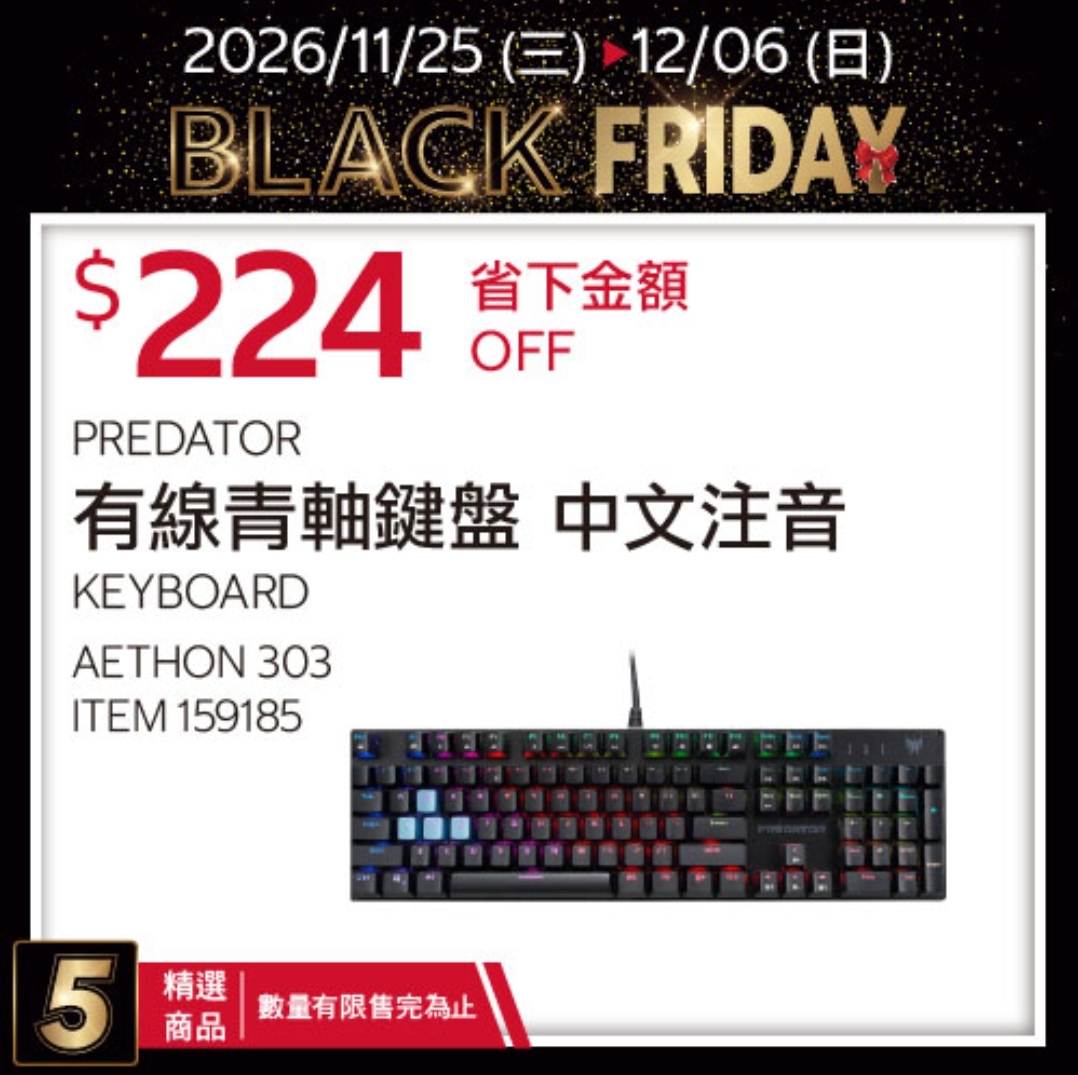 2026/11/25 (三)▶12/06 (日)
BLACK FRIDAY
$224 省下金額
OFF
PREDATOR
有線青軸鍵盤 中文注音
KEYBOARD
AETHON 303
ITEM 159185
PREDATOR
5
精選
商品
數量有限售完為止